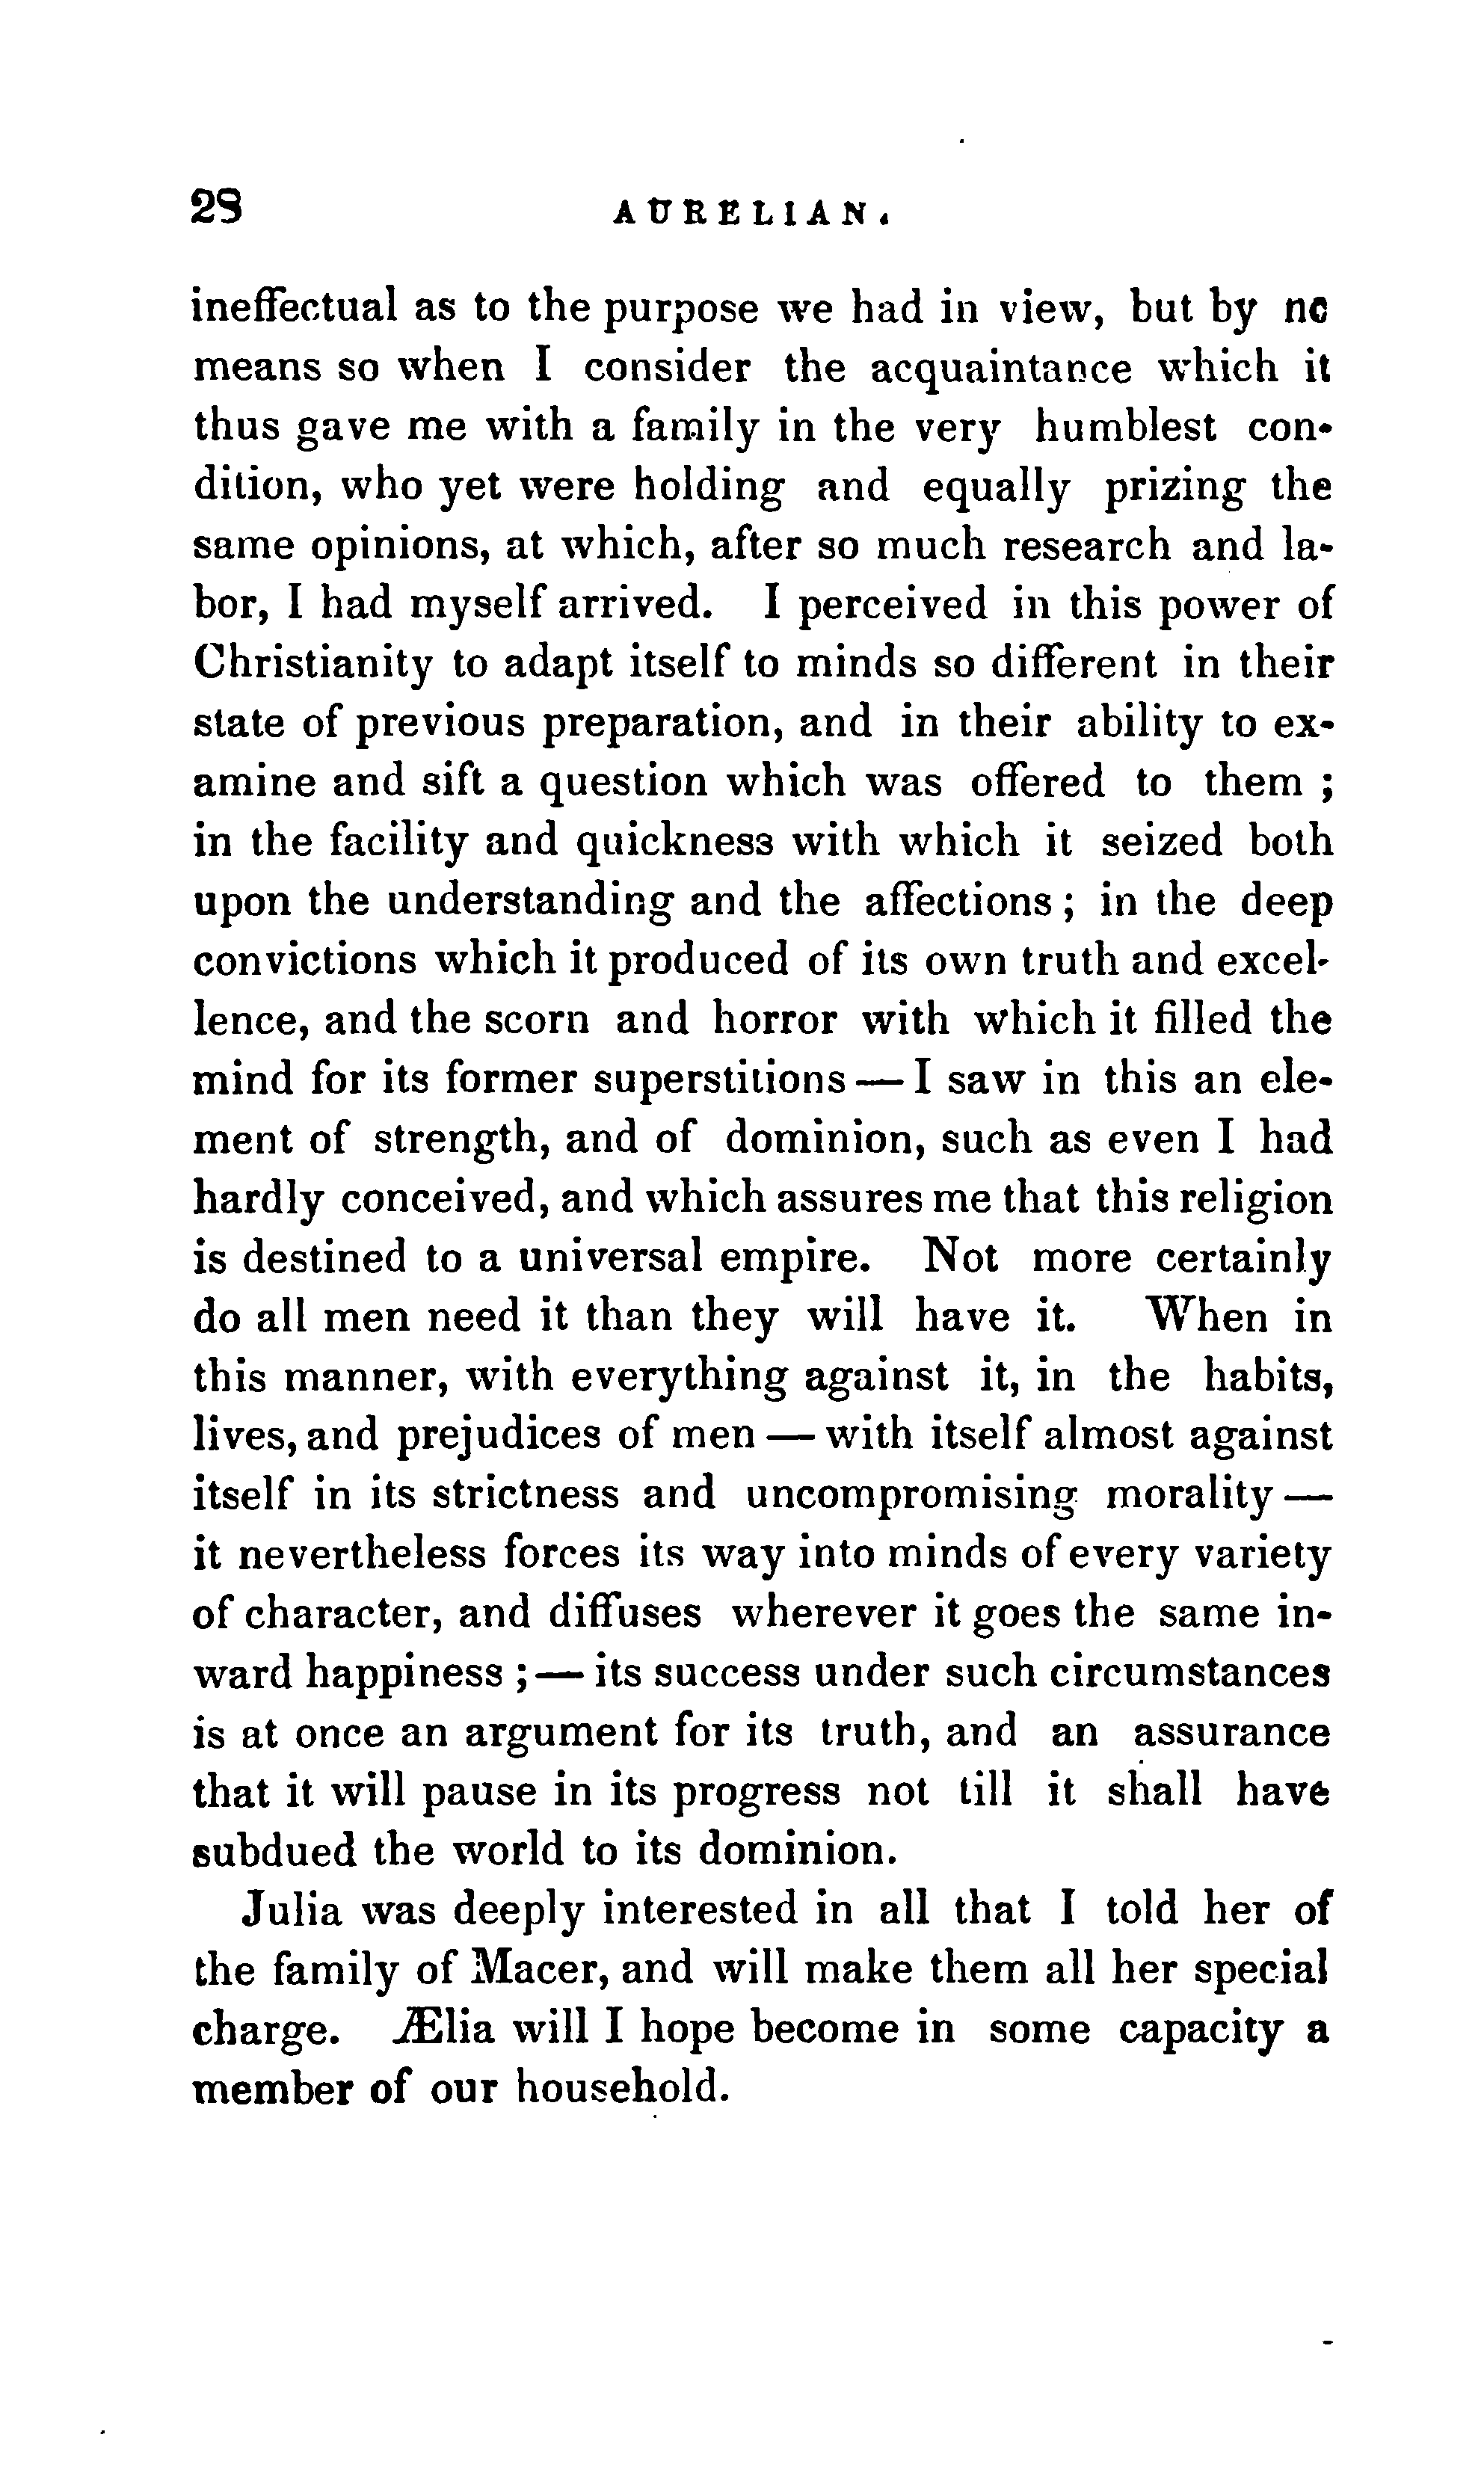 28 AURELIAN.
ineffectual as to the purpose we had in view, but by no
means so when I consider the acquaintance which it
thus gave me with a family in the very humblest con-
dition, who yet were holding and equally prizing the
same opinions, at which, after so much research and la-
bor, I had myself arrived. I perceived in this power of
Christianity to adapt itself to minds so different in their
state of previous preparation, and in their ability to ex-
amine and sift a question which was offered to them ;
in the facility and quickness with which it seized both
upon the understanding and the affections ; in the deep
convictions which it produced of its own truth and excel-
lence, and the scorn and horror with which it filled the
mind for its former superstitions — I saw in this an ele-
ment of strength, and of dominion, such as even I had
hardly conceived, and which assures me that this religion
is destined to a universal empire. Not more certainly
do all men need it than they will have it. When in
this manner, with everything against it, in the habits,
lives, and prejudices of men — with itself almost against
itself in its strictness and uncompromising morality —
it nevertheless forces its way into minds of every variety
of character, and diffuses wherever it goes the same in-
ward happiness ; — its success under such circumstances
is at once an argument for its truth, and an assurance
that it will pause in its progress not till it shall have
subdued the world to its dominion.
Julia was deeply interested in all that I told her of
the family of Macer, and will make them all her special
charge. Ælia will I hope become in some capacity a
member of our household.